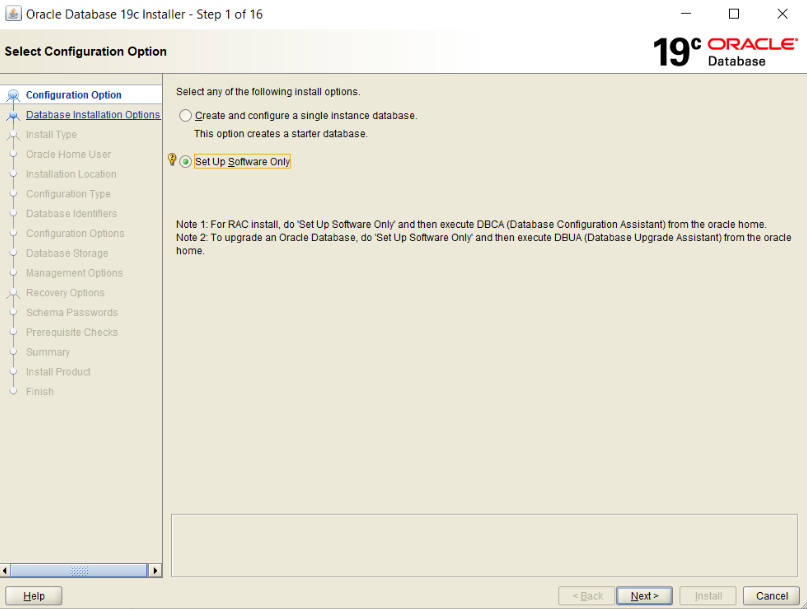 Oracle Database 19c Installer - Step 1 of 16
Select Configuration Option
19c ORACLE
Database
Configuration Option
Database Installation Options
Install Type
Oracle Home User
Installation Location
Configuration Type
Database Identifiers
Configuration Options
Database Storage
Management Options
Recovery Options
Schema Passwords
Prerequisite Checks
Summary
Install Product
Finish
Select any of the following install options.
Create and configure a single instance database.
This option creates a starter database.
Set Up Software Only
Note 1: For RAC install, do 'Set Up Software Only' and then execute DBCA (Database Configuration Assistant) from the oracle home.
Note 2: To upgrade an Oracle Database, do 'Set Up Software Only' and then execute DBUA (Database Upgrade Assistant) from the oracle
home.
Help
< Back
Next >
Install
Cancel